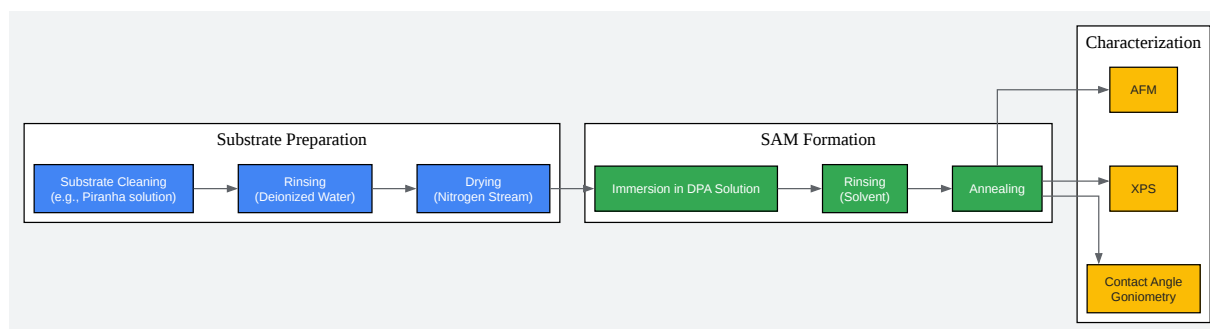 Substrate Preparation
Substrate Cleaning
(e.g., Piranha solution)
Rinsing
(Deionized Water)
Drying
(Nitrogen Stream)
SAM Formation
Immersion in DPA Solution
Rinsing
(Solvent)
Annealing
Characterization
AFM
XPS
Contact Angle
Goniometry